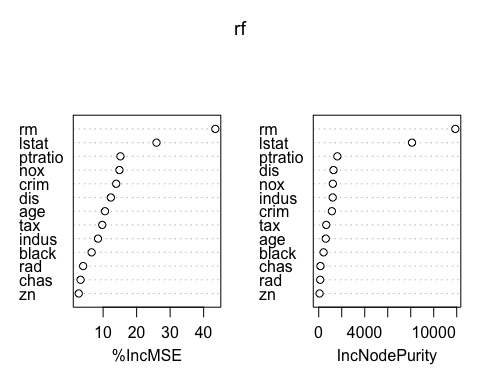 rf
rm
lstat
ptratio
nox
crim
dis
age
tax
indus
black
rad
chas
zn
10 20 30 40
%IncMSE
rm
lstat
ptratio
dis
nox
indus
crim
tax
age
black
chas
rad
zn
0 4000 10000
IncNodePurity